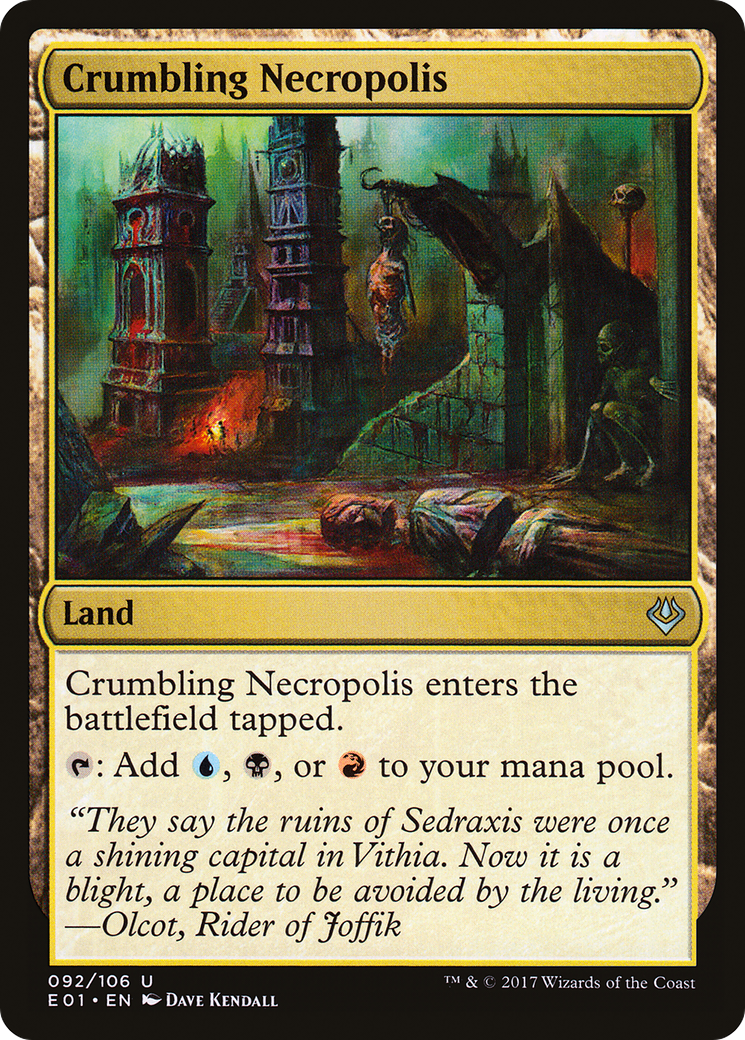 Crumbling Necropolis
Land
Crumbling Necropolis enters the
battlefield tapped.
: Add , , or to your mana pool.
“They say the ruins of Sedraxis were once
a shining capital in Vithia. Now it is a
blight, a place to be avoided by the living.”
—Olcot, Rider of Joffik
092/106 U
E01 • EN Dave Kendall
™ & © 2017 Wizards of the Coast